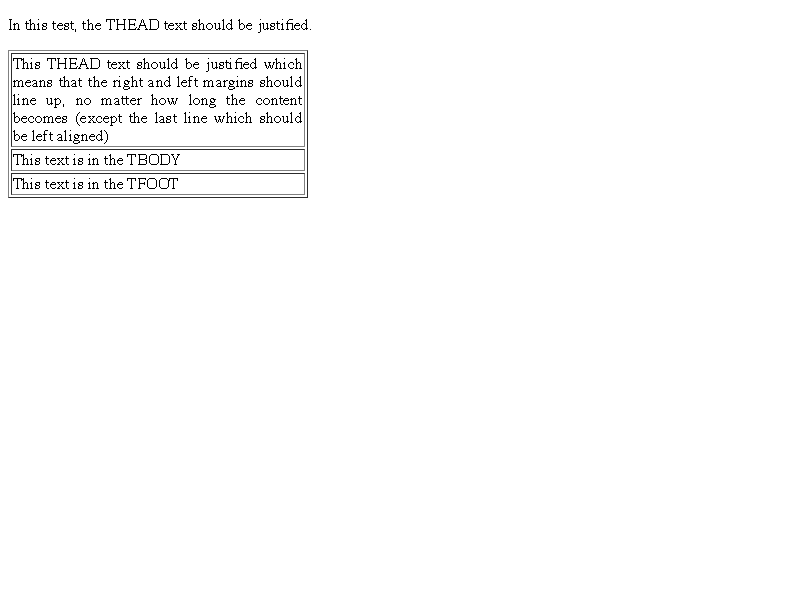 In this test, the THEAD text should be justified.
This THEAD text should be justified which
means that the right and left margins should
line up, no matter how long the content
becomes (except the last line which should
be left aligned)
This text is in the TBODY
This text is in the TFOOT